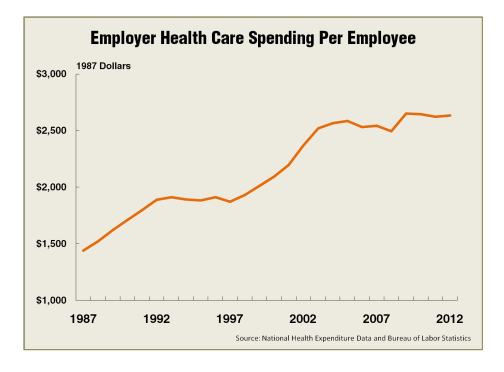 Employer Health Care Spending Per Employee
1987 Dollars
$3,000
$2,500
$2,000
$1,500
$1,000
1987 1992 1997 2002 2007 2012
Source: National Health Expenditure Data and Bureau of Labor Statistics